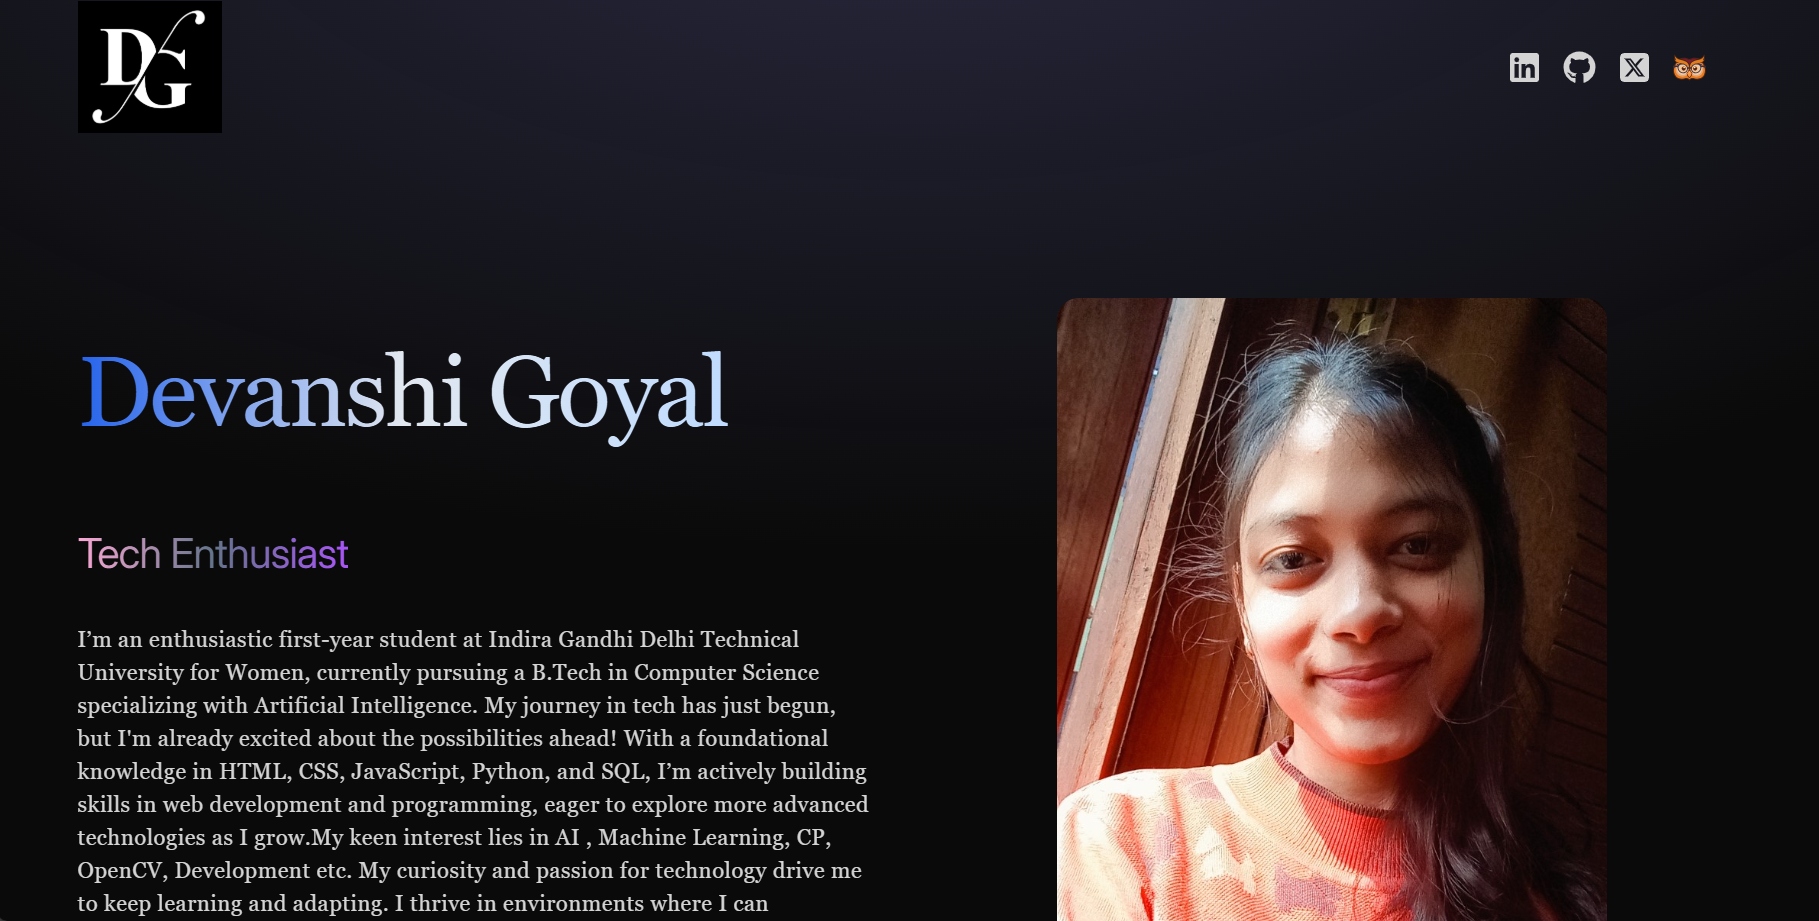 DG
Devanshi Goyal
Tech Enthusiast
I’m an enthusiastic first-year student at Indira Gandhi Delhi Technical
University for Women, currently pursuing a B.Tech in Computer Science
specializing with Artificial Intelligence. My journey in tech has just begun,
but I'm already excited about the possibilities ahead! With a foundational
knowledge in HTML, CSS, JavaScript, Python, and SQL, I’m actively building
skills in web development and programming, eager to explore more advanced
technologies as I grow.My keen interest lies in AI , Machine Learning, CP,
OpenCV, Development etc. My curiosity and passion for technology drive me
to keep learning and adapting. I thrive in environments where I can